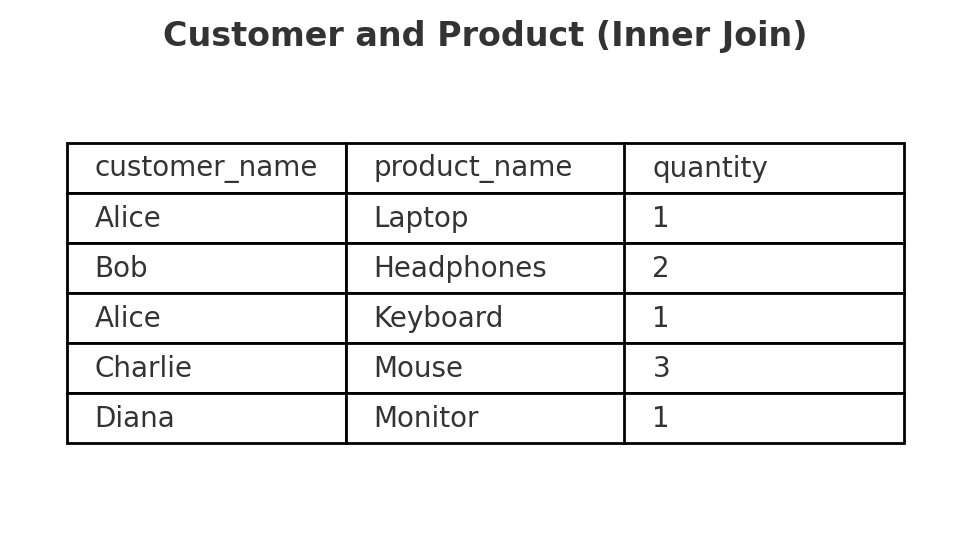 Customer and Product (Inner Join)
customer_name product_name quantity
Alice Laptop 1
Bob Headphones 2
Alice Keyboard 1
Charlie Mouse 3
Diana Monitor 1